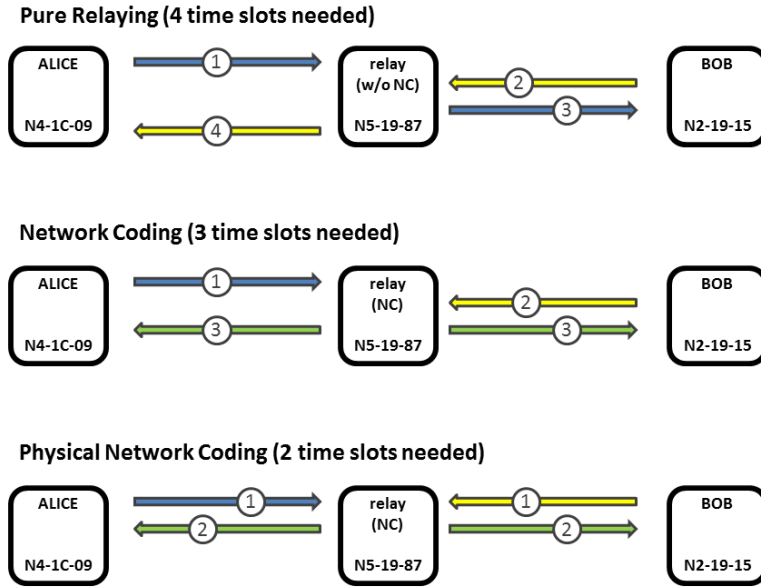 Pure Relaying (4 time slots needed)
ALICE
N4-1C-09
1
4
relay
(w/o NC)
N5-19-87
2
3
BOB
N2-19-15
Network Coding (3 time slots needed)
ALICE
N4-1C-09
1
3
relay
(NC)
N5-19-87
2
3
BOB
N2-19-15
Physical Network Coding (2 time slots needed)
ALICE
N4-1C-09
1
2
relay
(NC)
N5-19-87
1
2
BOB
N2-19-15